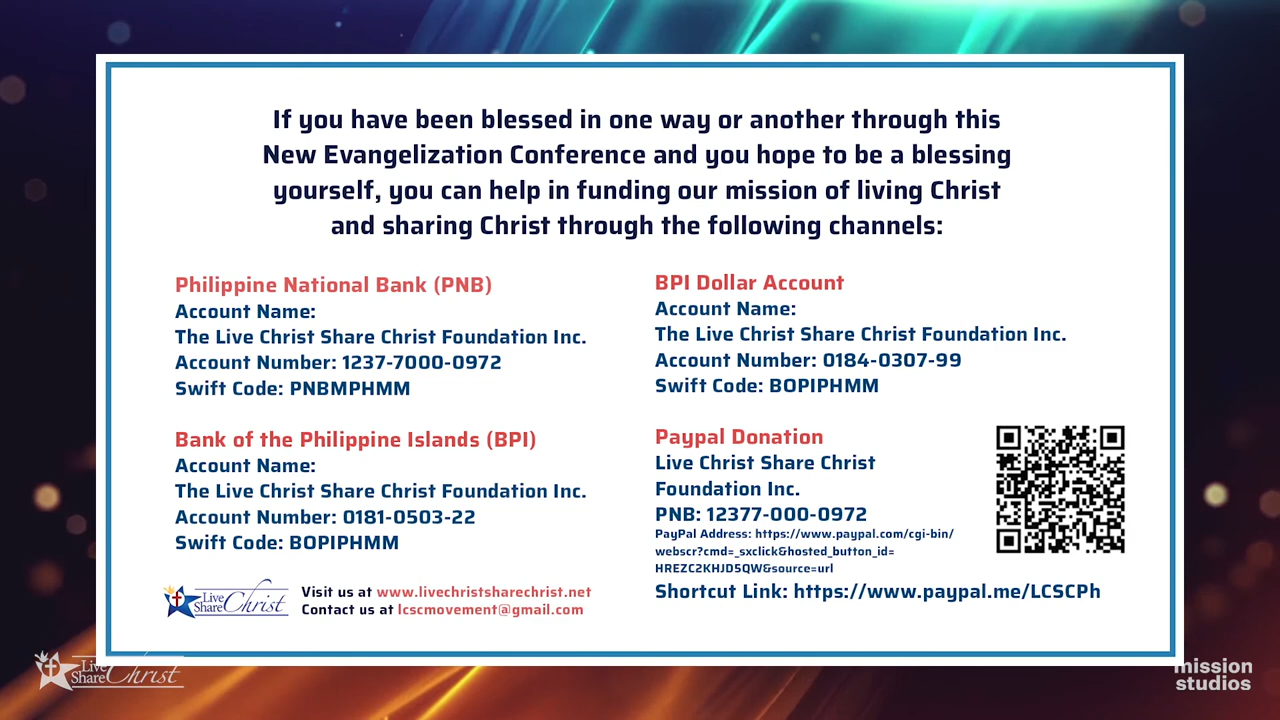 If you have been blessed in one way or another through this
New Evangelization Conference and you hope to be a blessing
yourself, you can help in funding our mission of living Christ
and sharing Christ through the following channels:
Philippine National Bank (PNB)
Account Name:
The Live Christ Share Christ Foundation Inc.
Account Number: 1237-7000-0972
Swift Code: PNBMPHMM
Bank of the Philippine Islands (BPI)
Account Name:
The Live Christ Share Christ Foundation Inc.
Account Number: 0181-0503-22
Swift Code: BOPIPHMM
BPI Dollar Account
Account Name:
The Live Christ Share Christ Foundation Inc.
Account Number: 0184-0307-99
Swift Code: BOPIPHMM
Paypal Donation
Live Christ Share Christ
Foundation Inc.
PNB: 12377-000-0972
PayPal Address: https://www.paypal.com/cgi-bin/
webscr?cmd=_sxclick&hosted_button_id=
HREZC2KHJD5QW&source=url
Shortcut Link: https://www.paypal.me/LCSCPh
Live
Share Christ
Visit us at www.livechristsharechrist.net
Contact us at lcscmovement@gmail.com
Live
Share Christ
mission
studios